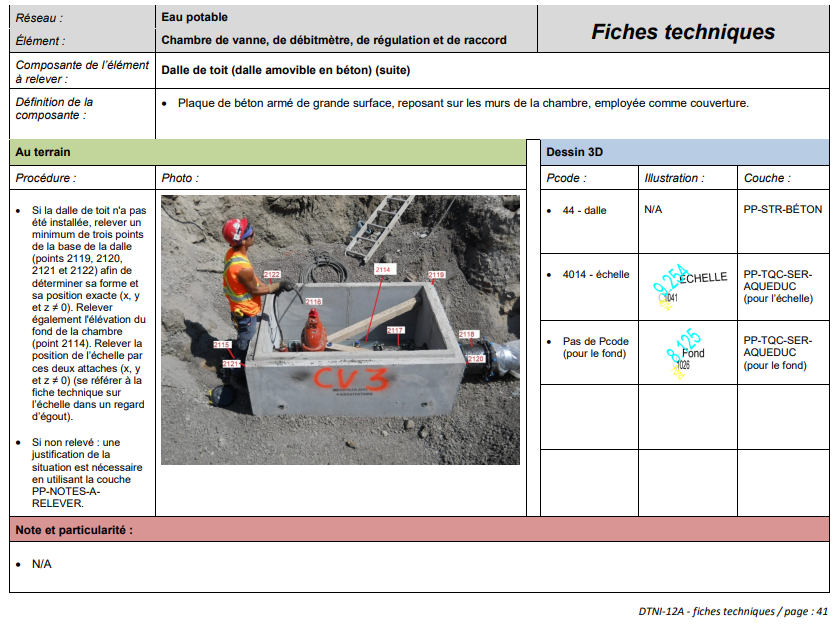 Réseau :
Eau potable
Fiches techniques
Élément :
Chambre de vanne, de débitmètre, de régulation et de raccord
Composante de l'élément
à relever :
Dalle de toit (dalle amovible en béton) (suite)
Définition de la
composante :
• Plaque de béton armé de grande surface, reposant sur les murs de la chambre, employée comme couverture.
Au terrain
Procédure :
Photo :
• Si la dalle de toit n'a pas
été installée, relever un
minimum de trois points
de la base de la dalle
(points 2119, 2120,
2121 et 2122) afin de
déterminer sa forme et
sa position exacte (x, y
et z ≠ 0). Relever
également l'élévation du
fond de la chambre
(point 2114). Relever la
position de l'échelle par
ces deux attaches (x, y
et z ≠ 0) (se référer à la
fiche technique sur
l'échelle dans un regard
d'égout).
• Si non relevé : une
justification de la
situation est nécessaire
en utilisant la couche
PP-NOTES-A-
RELEVER.
2122
2114
2119
2116
2117
2118
2115
2121
2120
CV3
Dessin 3D
Pcode :
Illustration :
Couche :
• 44 - dalle
N/A
PP-STR-BÉTON
• 4014 - échelle
9.254
ÉCHELLE
1041
PP-TQC-SER-
AQUEDUC
(pour l'échelle)
• Pas de Pcode
(pour le fond)
8.125
Fond
1026
PP-TQC-SER-
AQUEDUC
(pour le fond)
Note et particularité :
• N/A
DTNI-12A - fiches techniques / page : 41